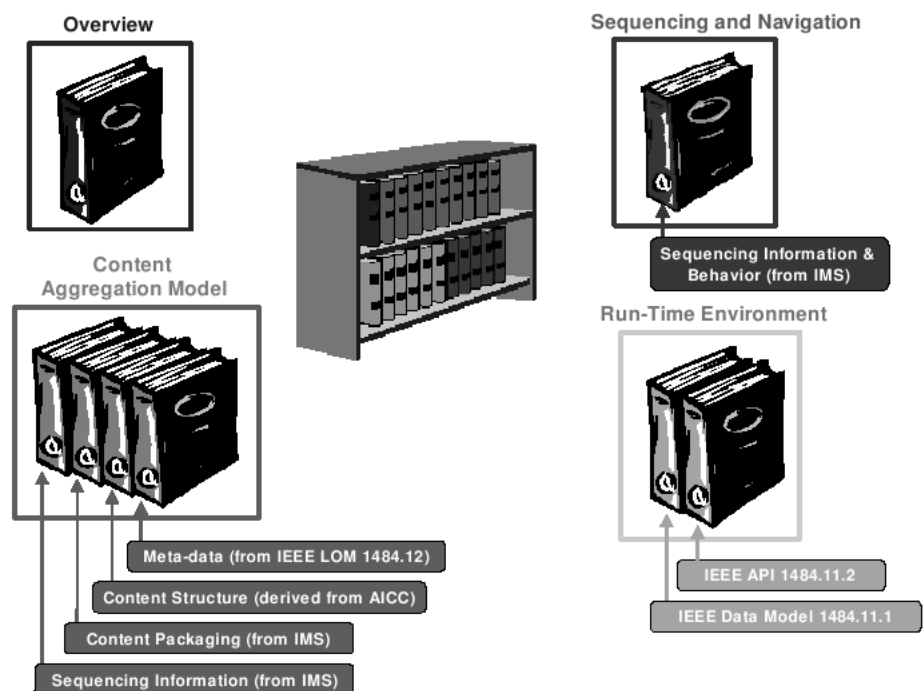 Overview
Sequencing and Navigation
Sequencing Information &
Behavior (from IMS)
Content
Aggregation Model
Run-Time Environment
Meta-data (from IEEE LOM 1484.12)
Content Structure (derived from AICC)
Content Packaging (from IMS)
Sequencing Information (from IMS)
IEEE API 1484.11.2
IEEE Data Model 1484.11.1